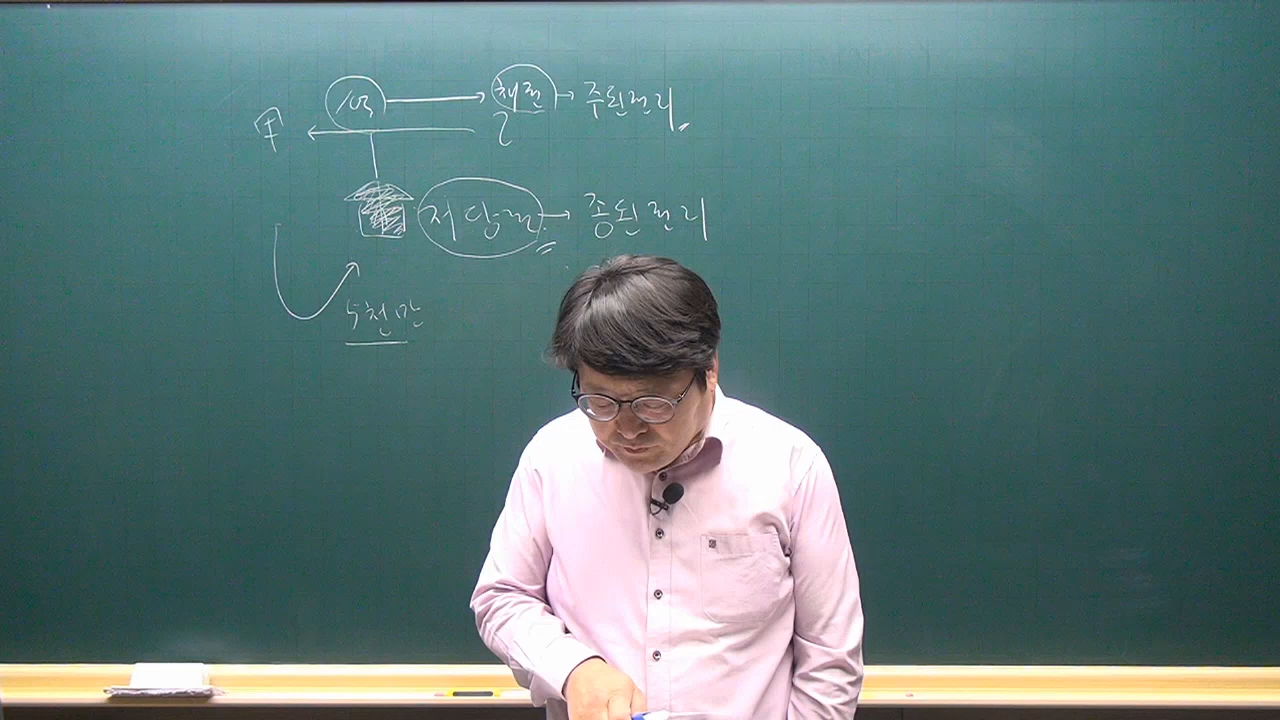 1억 채권 → 주된권리
甲 乙
저당권 → 종된권리
5천만